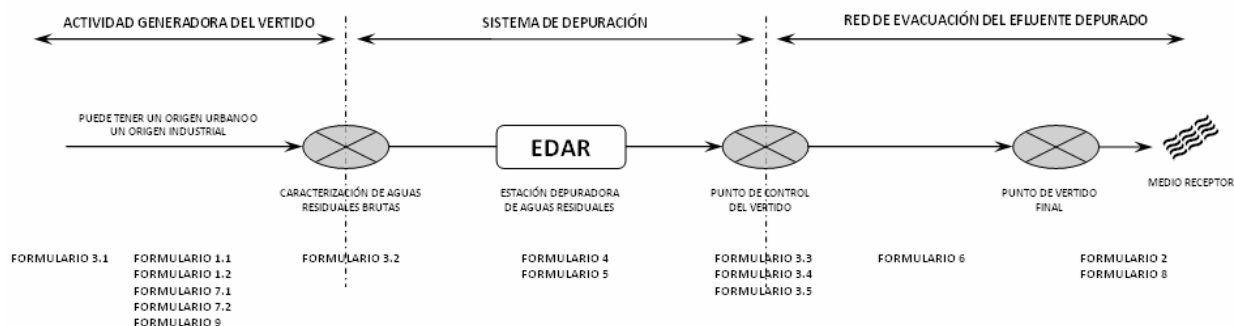 ACTIVIDAD GENERADORA DEL VERTIDO
SISTEMA DE DEPURACIÓN
RED DE EVACUACIÓN DEL EFLUENTE DEPURADO
PUEDE TENER UN ORIGEN URBANO O
UN ORIGEN INDUSTRIAL
EDAR
CARACTERIZACIÓN DE AGUAS
RESIDUALES BRUTAS
ESTACIÓN DEPURADORA
DE AGUAS RESIDUALES
PUNTO DE CONTROL
DEL VERTIDO
PUNTO DE VERTIDO
FINAL
MEDIO RECEPTOR
FORMULARIO 3.1
FORMULARIO 1.1
FORMULARIO 1.2
FORMULARIO 7.1
FORMULARIO 7.2
FORMULARIO 9
FORMULARIO 3.2
FORMULARIO 4
FORMULARIO 5
FORMULARIO 3.3
FORMULARIO 3.4
FORMULARIO 3.5
FORMULARIO 6
FORMULARIO 2
FORMULARIO 8